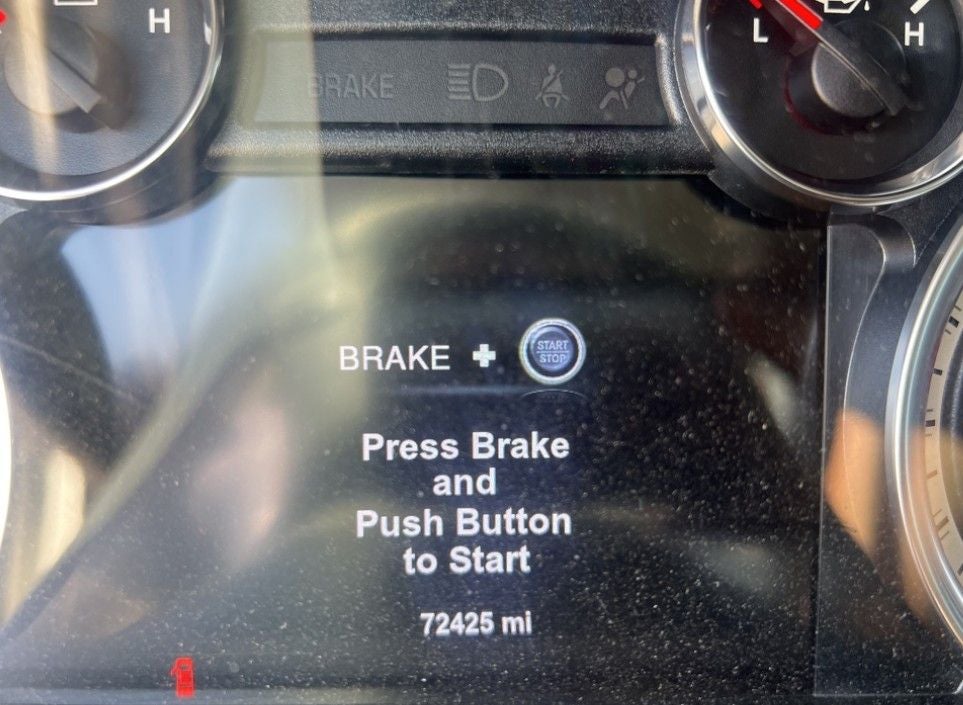 H
L
H
BRAKE
BRAKE +
START
STOP
Press Brake
and
Push Button
to Start
72425 mi